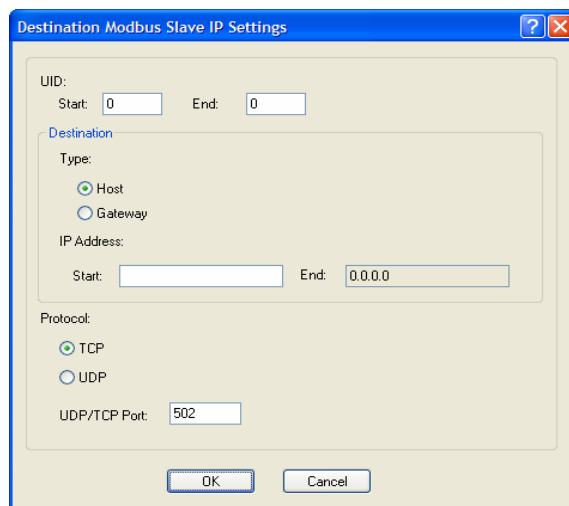 Destination Modbus Slave IP Settings
UID:
Start: 0 End: 0
Destination
Type:
Host
Gateway
IP Address:
Start: End: 0.0.0.0
Protocol:
TCP
UDP
UDP/TCP Port: 502
OK Cancel